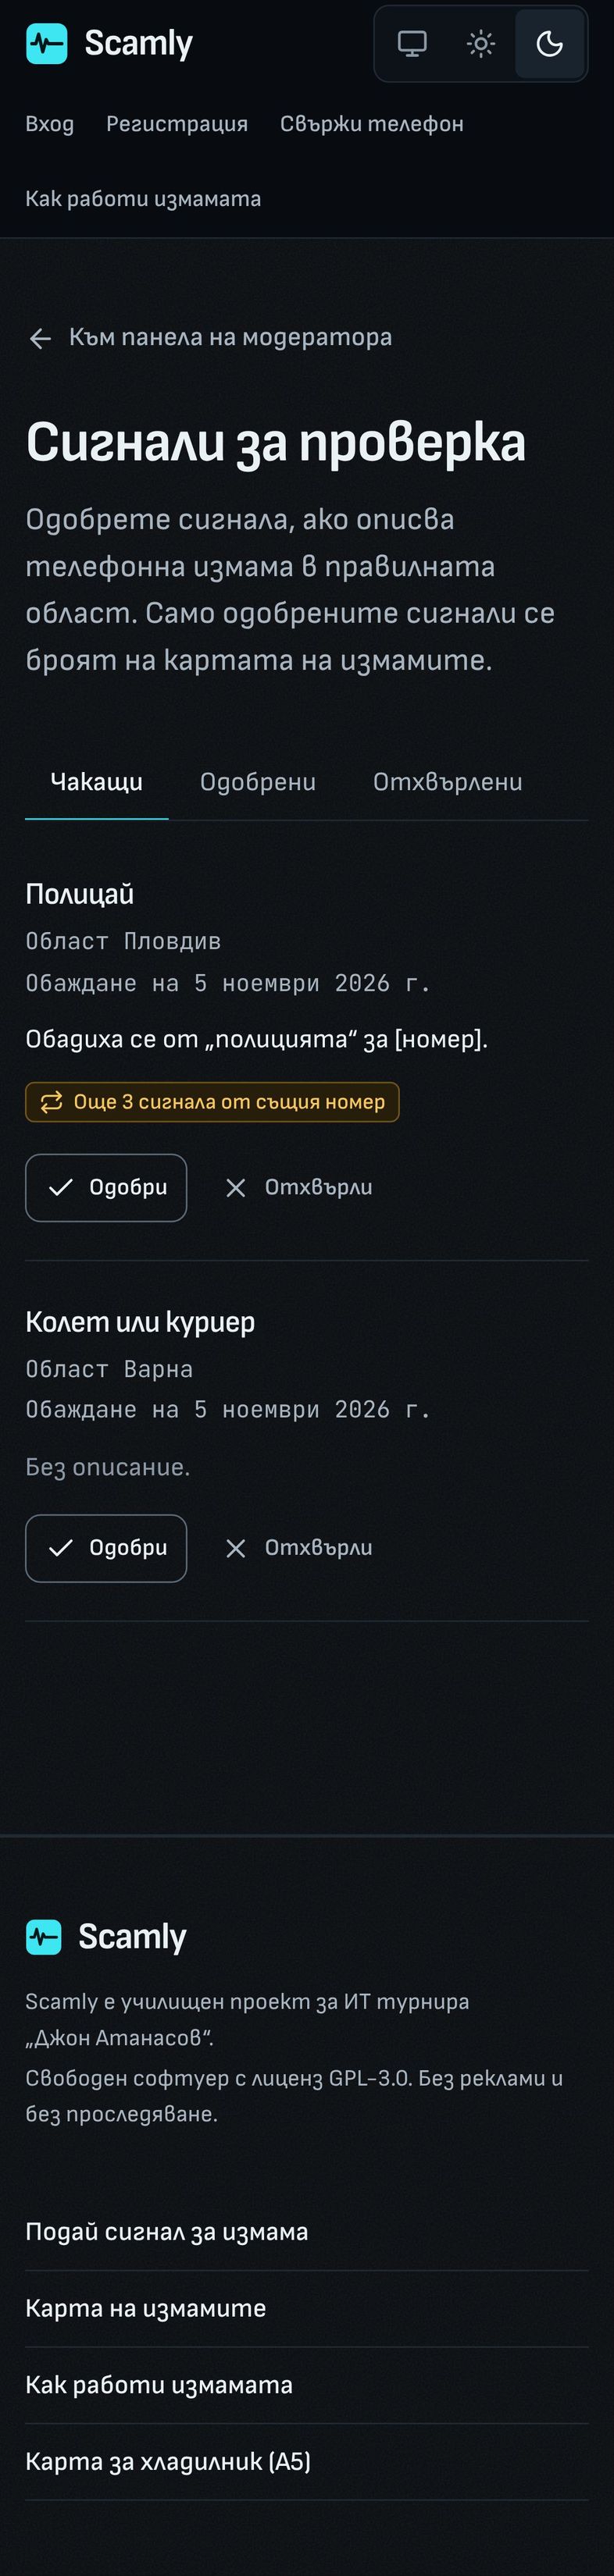 Scamly
Вход Регистрация Свържи телефон
Как работи измамата
Към панела на модератора
Сигнали за проверка
Одобрете сигнала, ако описва
телефонна измама в правилната
област. Само одобрените сигнали се
броят на картата на измамите.
Чакащи Одобрени Отхвърлени
Полицай
Област Пловдив
Обаждане на 5 ноември 2026 г.
Обадиха се от „полицията“ за [номер].
Още 3 сигнала от същия номер
Одобри Отхвърли
Колет или куриер
Област Варна
Обаждане на 5 ноември 2026 г.
Без описание.
Одобри Отхвърли
Scamly
Scamly е училищен проект за ИТ турнира
„Джон Атанасов“.
Свободен софтуер с лиценз GPL-3.0. Без реклами и
без проследяване.
Подай сигнал за измама
Карта на измамите
Как работи измамата
Карта за хладилник (A5)